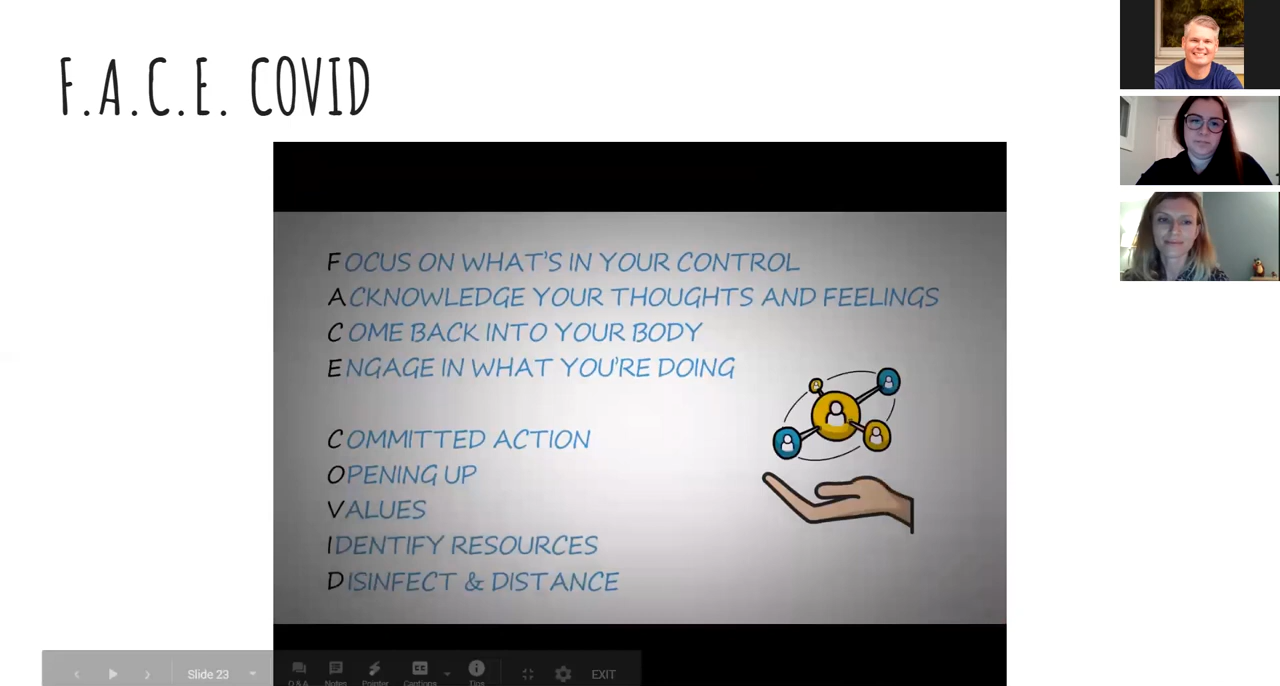 F.A.C.E. COVID
FOCUS ON WHAT'S IN YOUR CONTROL
ACKNOWLEDGE YOUR THOUGHTS AND FEELINGS
COME BACK INTO YOUR BODY
ENGAGE IN WHAT YOU'RE DOING
COMMITTED ACTION
OPENING UP
VALUES
IDENTIFY RESOURCES
DISINFECT & DISTANCE
Slide 23
Q & A Notes Pointer CC Captions Tips EXIT